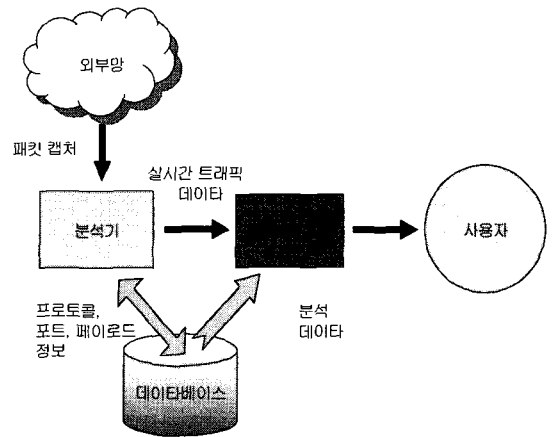 외부망
패킷 캡처
실시간 트래픽
데이타
분석기
사용자
프로토콜,
포트, 페이로드
정보
분석
데이타
데이타베이스